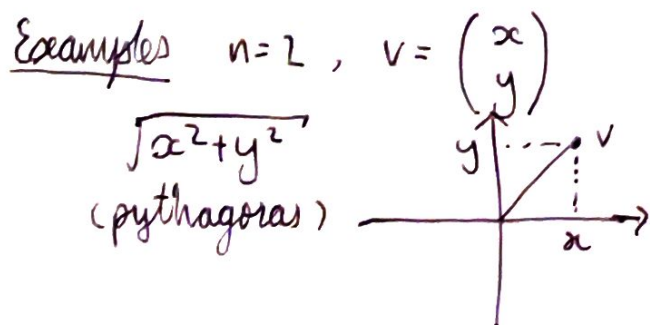 Examples n=2, v=(x
y)
√x²+y²
(pythagoras)
y
v
x